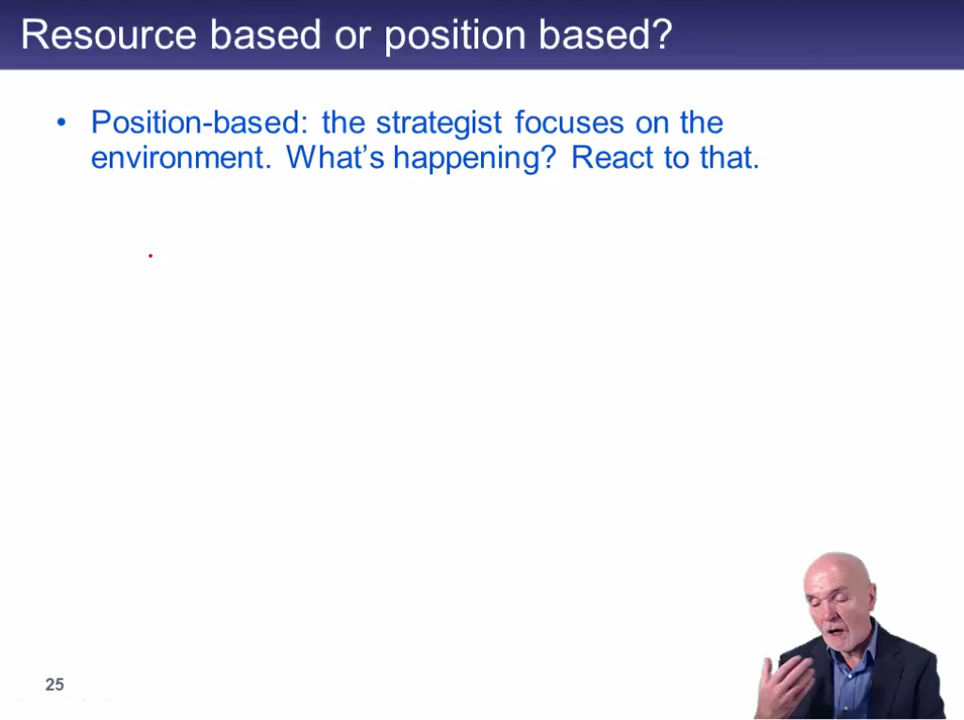 Resource based or position based?
• Position-based: the strategist focuses on the
environment. What's happening? React to that.
25